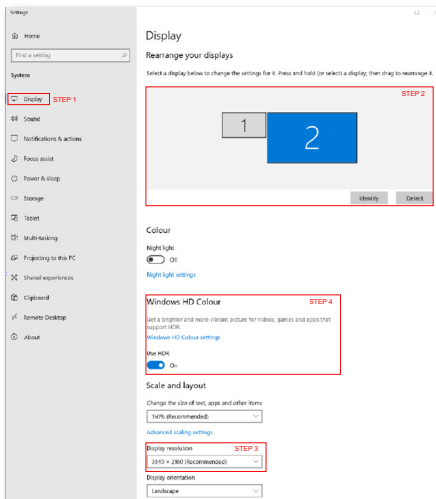 Settings
Home
Find a setting
System
Display STEP 1
Sound
Notifications & actions
Focus assist
Power & sleep
Storage
Tablet
Multi-tasking
Projecting to this PC
Shared experiences
Clipboard
Remote Desktop
About
Display
Rearrange your displays
Select a display below to change the settings for it. Press and hold (or select) a display, then drag to rearrange it.
STEP 2
1
2
Identify Detect
Colour
Night light
Off
Night light settings
Windows HD Colour STEP 4
Get a brighter and more vibrant picture for videos, games and apps that
support HDR.
Windows HD Colour settings
Use HDR
On
Scale and layout
Change the size of text, apps and other items
150% (Recommended)
Advanced scaling settings
Display resolution STEP 3
3840 × 2160 (Recommended)
Display orientation
Landscape